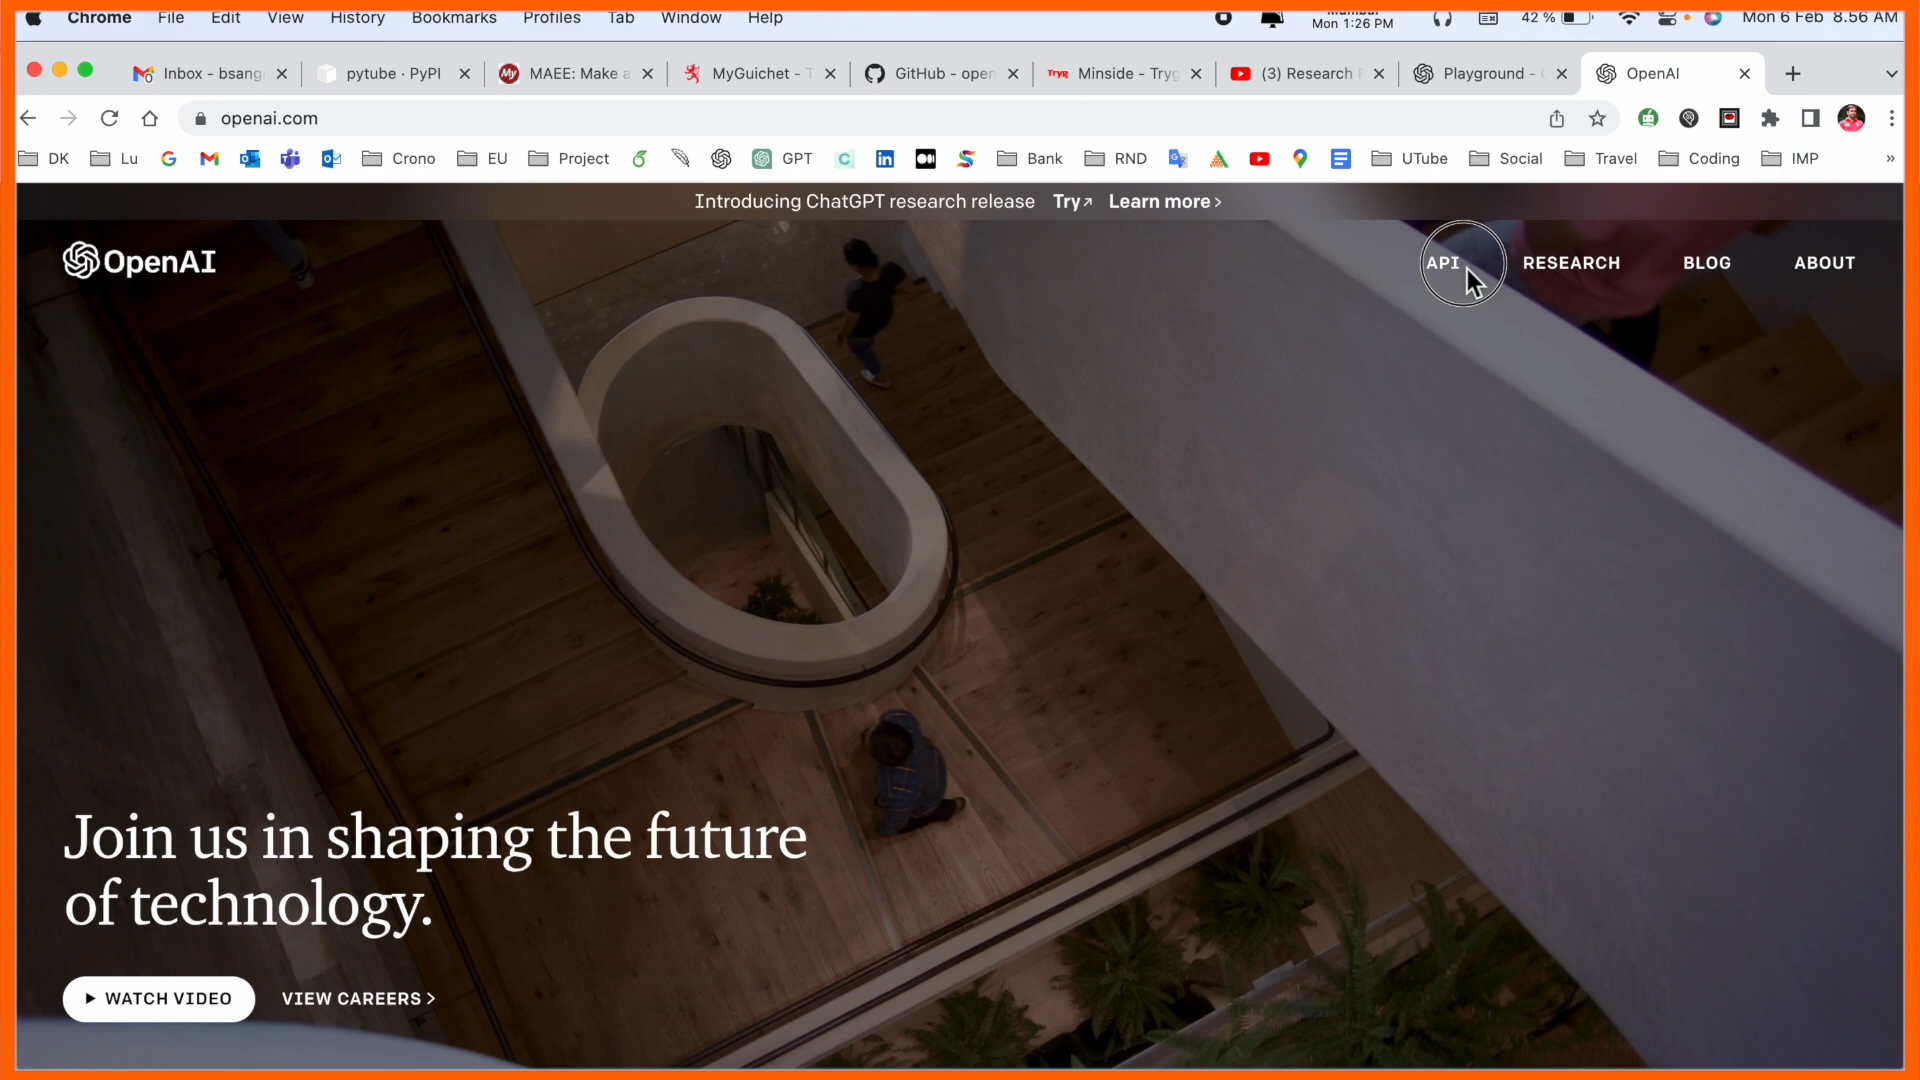 Chrome File Edit View History Bookmarks Profiles Tab Window Help Mon 1:26 PM 42 % Mon 6 Feb 8.56 AM
Inbox - bsang pytube · PyPI MAEE: Make a MyGuichet - T GitHub - open Minside - Tryg (3) Research Playground - OpenAI
openai.com
DK Lu Crono EU Project GPT Bank RND UTube Social Travel Coding IMP »
Introducing ChatGPT research release Try↗ Learn more >
OpenAI API RESEARCH BLOG ABOUT
Join us in shaping the future
of technology.
WATCH VIDEO VIEW CAREERS >